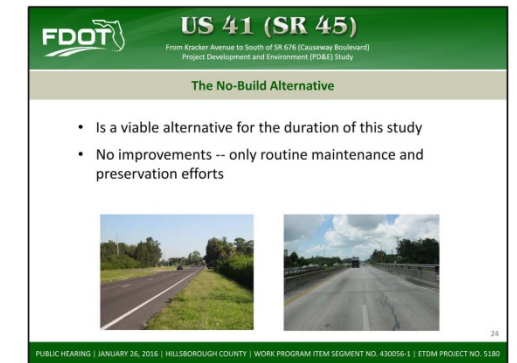 FDOT
US 41 (SR 45)
From Kracker Avenue to South of SR 676 (Causeway Boulevard)
Project Development and Environment (PD&E) Study
The No-Build Alternative
• Is a viable alternative for the duration of this study
• No improvements -- only routine maintenance and
preservation efforts
24
PUBLIC HEARING | JANUARY 26, 2016 | HILLSBOROUGH COUNTY | WORK PROGRAM ITEM SEGMENT NO. 430056-1 | ETDM PROJECT NO. 5180